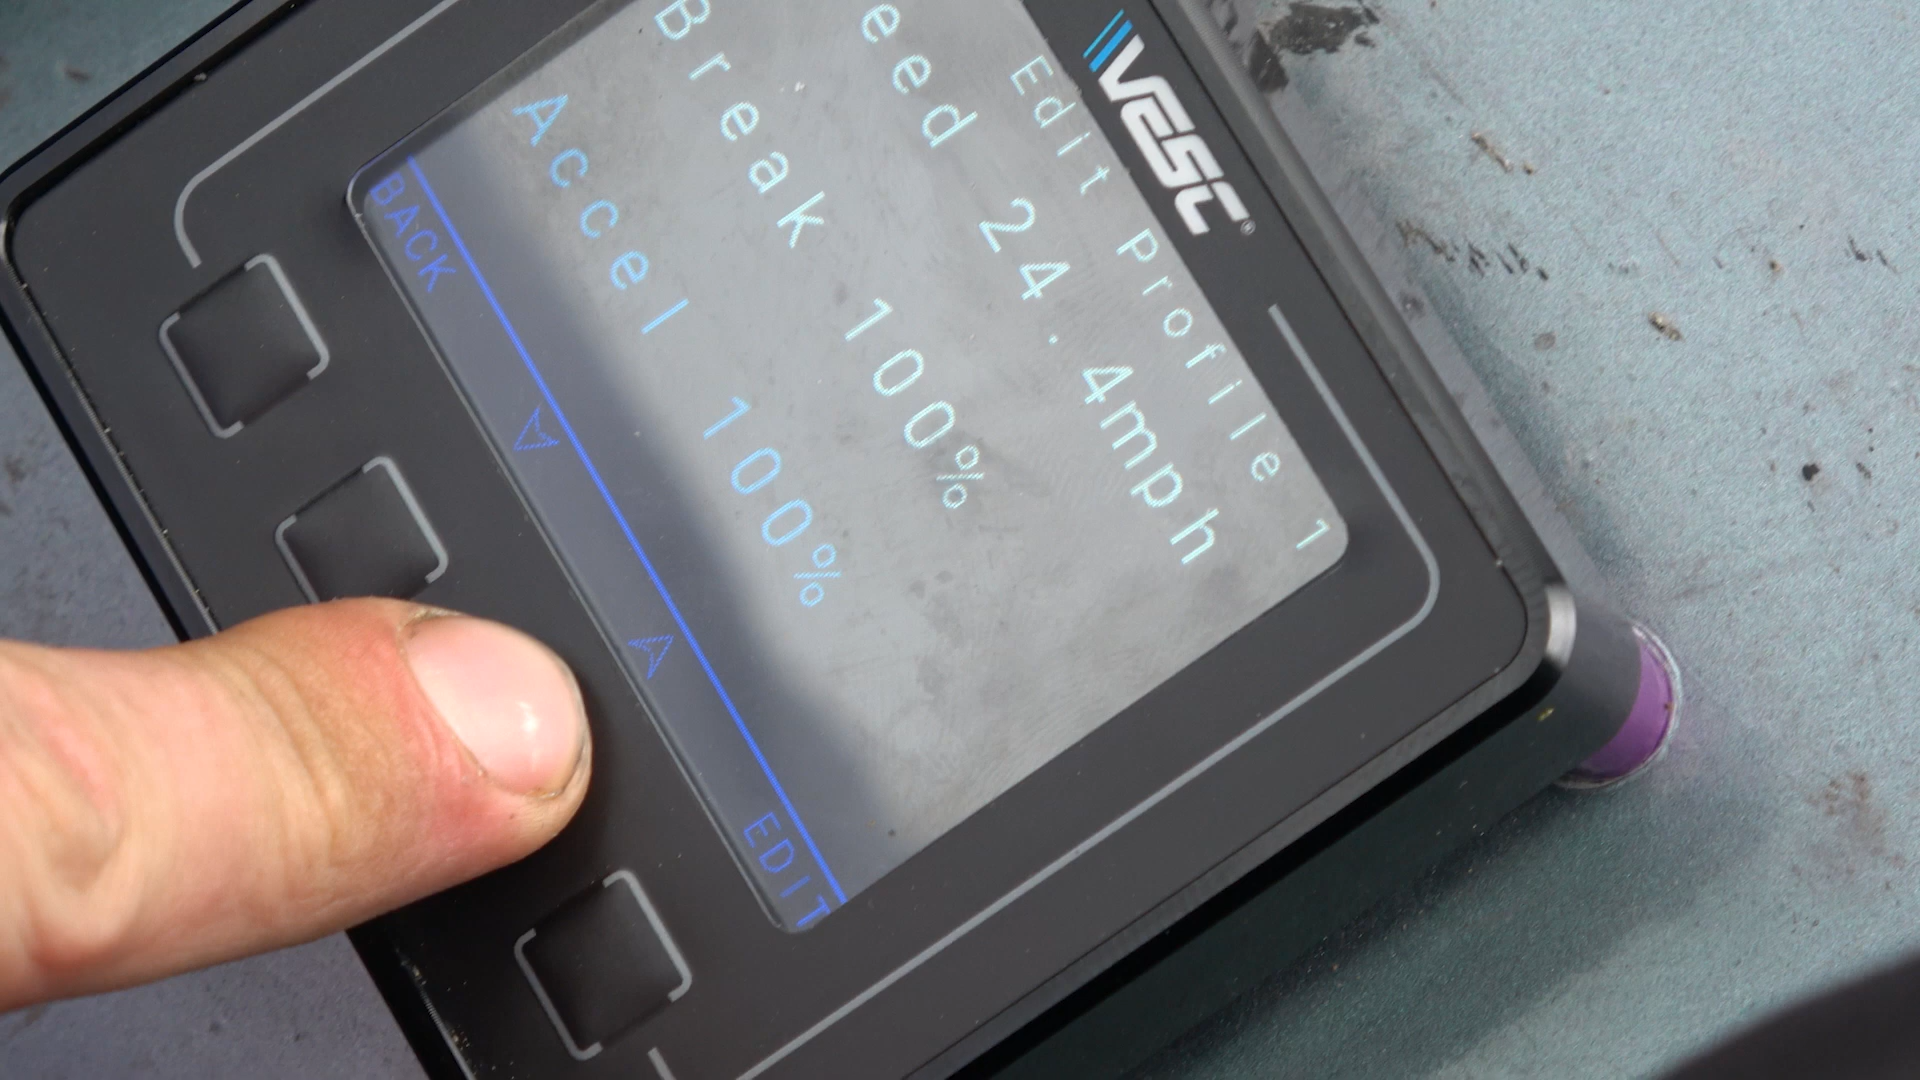 VESC®
Edit Profile 1
eed 24.4mph
Break 100%
Accel 100%
BACK EDIT